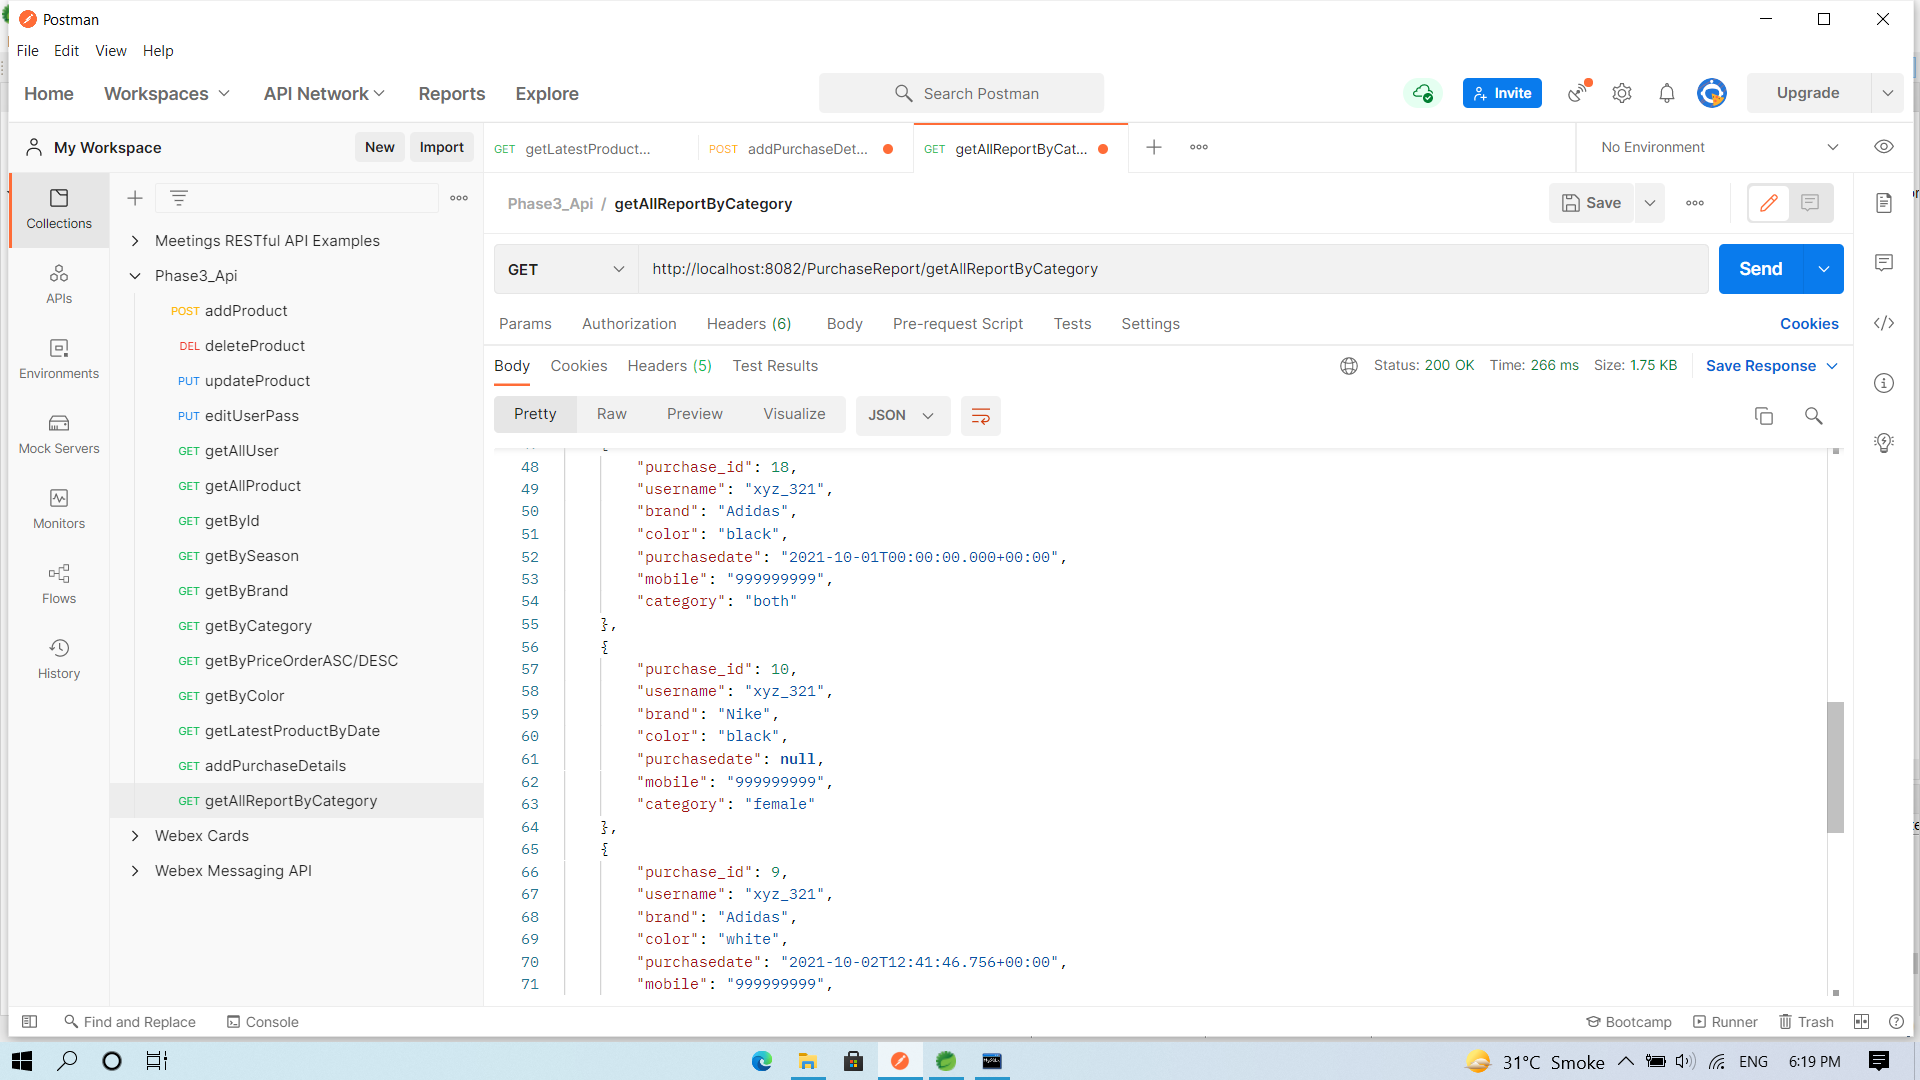 Postman
File Edit View Help
Home Workspaces API Network Reports Explore
Search Postman
Invite
Upgrade
My Workspace
New
Import
GET getLatestProduct...
POST addPurchaseDet...
GET getAllReportByCat...
No Environment
Collections
APIs
Environments
Mock Servers
Monitors
Flows
History
Meetings RESTful API Examples
Phase3_Api
POST addProduct
DEL deleteProduct
PUT updateProduct
PUT editUserPass
GET getAllUser
GET getAllProduct
GET getById
GET getBySeason
GET getByBrand
GET getByCategory
GET getByPriceOrderASC/DESC
GET getByColor
GET getLatestProductByDate
GET addPurchaseDetails
GET getAllReportByCategory
Webex Cards
Webex Messaging API
Phase3_Api / getAllReportByCategory
Save
GET
http://localhost:8082/PurchaseReport/getAllReportByCategory
Send
Params Authorization Headers (6) Body Pre-request Script Tests Settings
Cookies
Body Cookies Headers (5) Test Results
Status: 200 OK Time: 266 ms Size: 1.75 KB
Save Response
Pretty Raw Preview Visualize
JSON
48 "purchase_id": 18,
49 "username": "xyz_321",
50 "brand": "Adidas",
51 "color": "black",
52 "purchasedate": "2021-10-01T00:00:00.000+00:00",
53 "mobile": "999999999",
54 "category": "both"
55 },
56 {
57 "purchase_id": 10,
58 "username": "xyz_321",
59 "brand": "Nike",
60 "color": "black",
61 "purchasedate": null,
62 "mobile": "999999999",
63 "category": "female"
64 },
65 {
66 "purchase_id": 9,
67 "username": "xyz_321",
68 "brand": "Adidas",
69 "color": "white",
70 "purchasedate": "2021-10-02T12:41:46.756+00:00",
71 "mobile": "999999999",
Find and Replace
Console
Bootcamp
Runner
Trash
31°C Smoke
ENG
6:19 PM